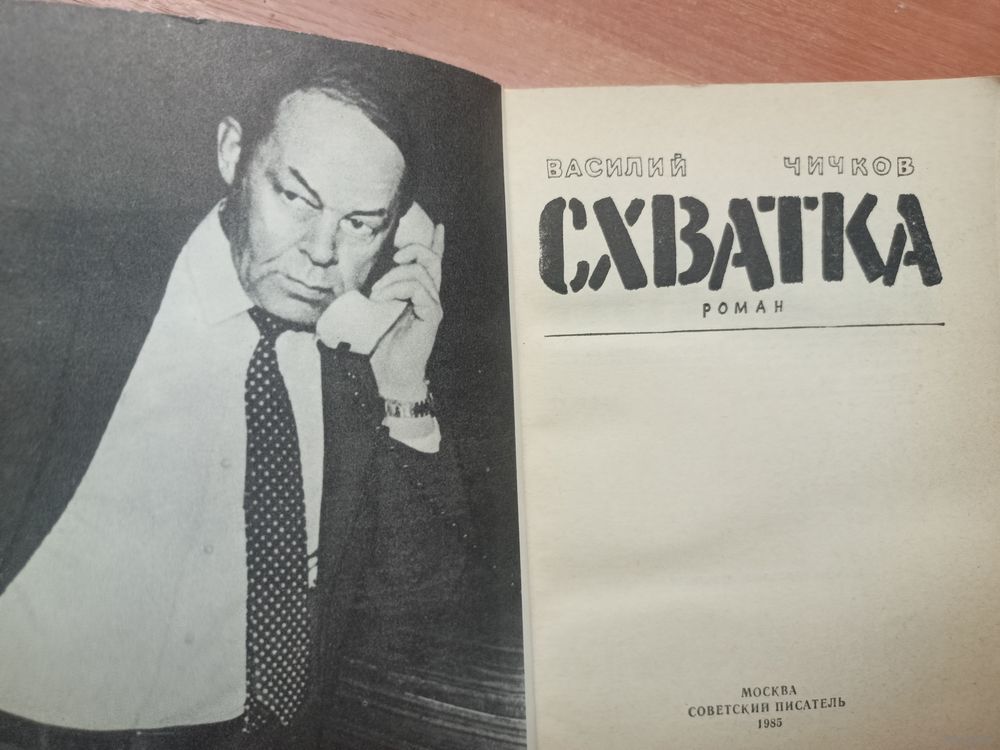 ВАСИЛИЙ ЧИЧКОВ
СХВАТКА
РОМАН
МОСКВА
СОВЕТСКИЙ ПИСАТЕЛЬ
1985